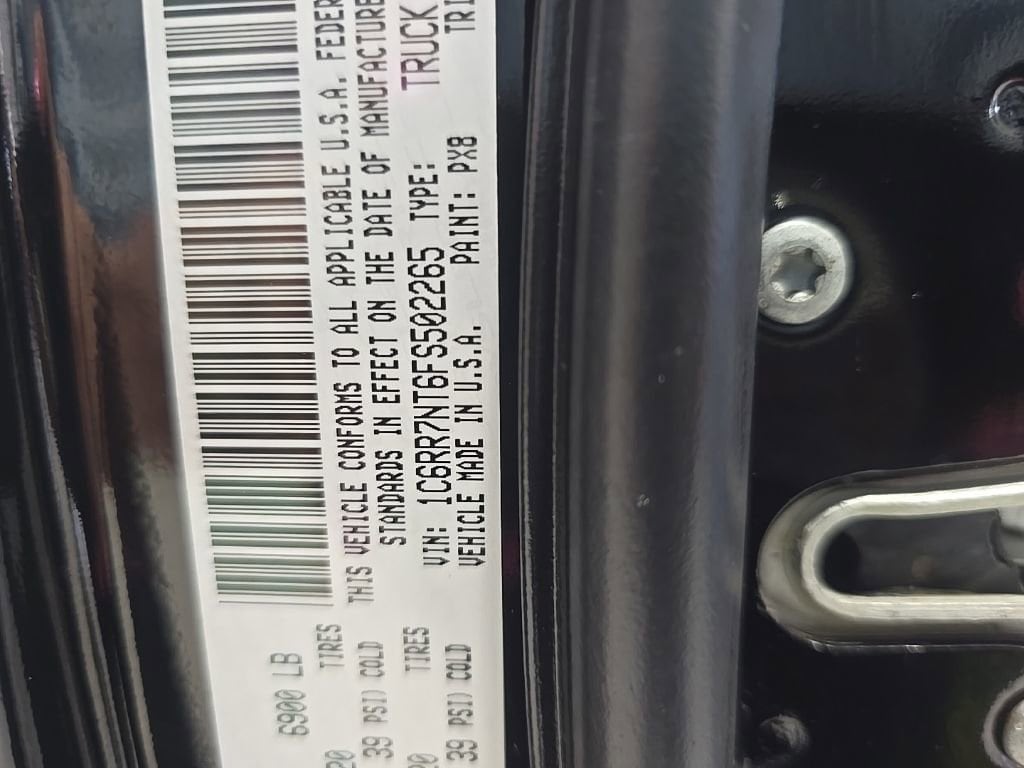 6900 LB
TIRES
39 PSI) COLD
TIRES
39 PSI) COLD
THIS VEHICLE CONFORMS TO ALL APPLICABLE U.S.A. FEDER
STANDARDS IN EFFECT ON THE DATE OF MANUFACTURE
VIN: 1C6RR7NT6FS502265 TYPE: TRUCK
VEHICLE MADE IN U.S.A. PAINT: PX8 TRI